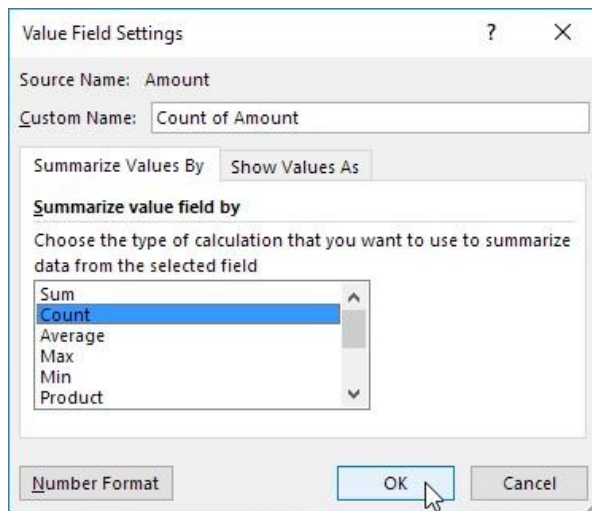 Value Field Settings ?
Source Name: Amount
Custom Name: Count of Amount
Summarize Values By Show Values As
Summarize value field by
Choose the type of calculation that you want to use to summarize
data from the selected field
Sum
Count
Average
Max
Min
Product
Number Format OK Cancel